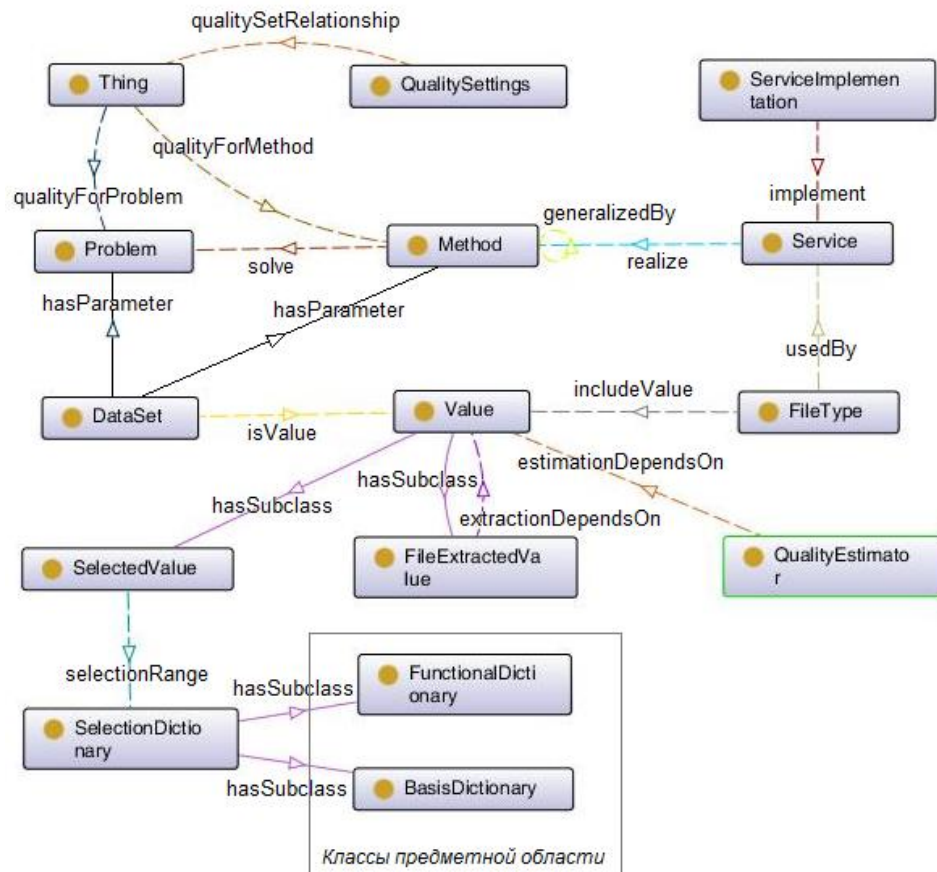 qualitySetRelationship
Thing
QualitySettings
ServiceImplemen
tation
qualityForMethod
qualityForProblem
implement
generalizedBy
Problem
Method
Service
solve
realize
hasParameter
hasParameter
usedBy
includeValue
DataSet
Value
FileType
isValue
estimationDependsOn
hasSubclass
hasSubclass
extractionDependsOn
SelectedValue
FileExtractedVa
lue
QualityEstimat
or
selectionRange
hasSubclass
FunctionalDicti
onary
SelectionDictio
nary
hasSubclass
BasisDictionary
Классы предметной области